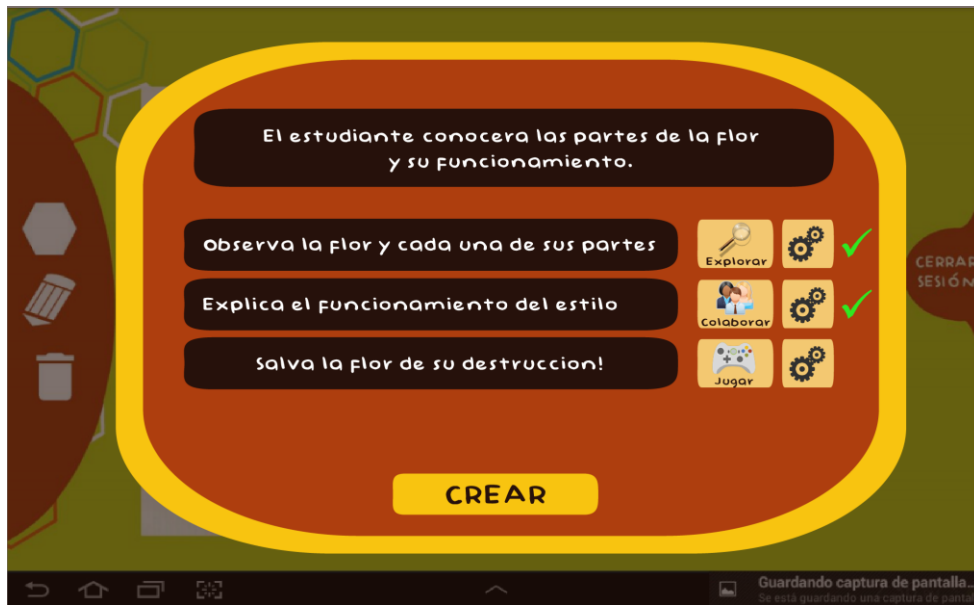 El estudiante conocera las partes de la flor
y su funcionamiento.
Observa la flor y cada una de sus partes
Explorar
Explica el funcionamiento del estilo
Colaborar
Salva la flor de su destruccion!
Jugar
CREAR
CERRAR
SESIÓN
Guardando captura de pantalla...
Se está guardando una captura de